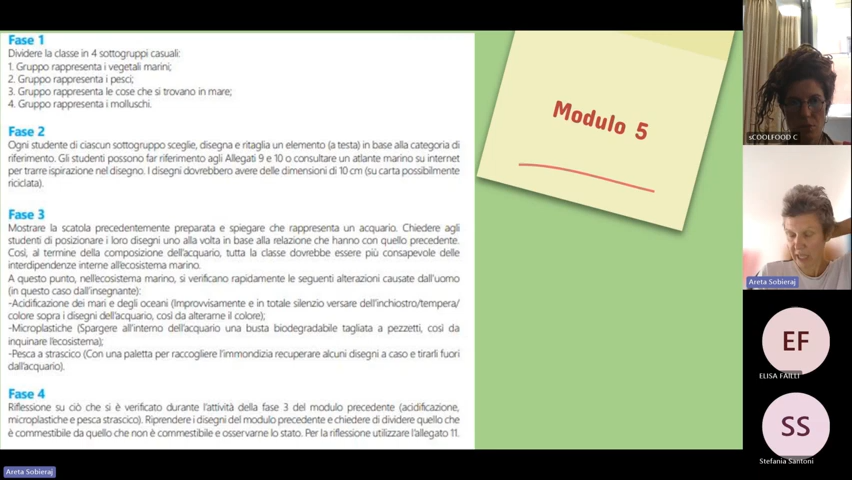 Fase 1
Dividere la classe in 4 sottogruppi casuali:
1. Gruppo rappresenta i vegetali marini;
2. Gruppo rappresenta i pesci;
3. Gruppo rappresenta le cose che si trovano in mare;
4. Gruppo rappresenta i molluschi.
Fase 2
Ogni studente di ciascun sottogruppo sceglie, disegna e ritaglia un elemento (a testa) in base alla categoria di
riferimento. Gli studenti possono far riferimento agli Allegati 9 e 10 o consultare un atlante marino su internet
per trarre ispirazione nel disegno. I disegni dovrebbero avere delle dimensioni di 10 cm (su carta possibilmente
riciclata).
Fase 3
Mostrare la scatola precedentemente preparata e spiegare che rappresenta un acquario. Chiedere agli
studenti di posizionare i loro disegni uno alla volta in base alla relazione che hanno con quello precedente.
Così, al termine della composizione dell'acquario, tutta la classe dovrebbe essere più consapevole delle
interdipendenze interne all'ecosistema marino.
A questo punto, nell'ecosistema marino, si verificano rapidamente le seguenti alterazioni causate dall'uomo
(in questo caso dall'insegnante):
-Acidificazione dei mari e degli oceani (Improvvisamente e in totale silenzio versare dell'inchiostro/tempera/
colore sopra i disegni dell'acquario, così da alterarne il colore);
-Microplastiche (Spargere all'interno dell'acquario una busta biodegradabile tagliata a pezzetti, così da
inquinare l'ecosistema);
-Pesca a strascico (Con una paletta per raccogliere l'immondizia recuperare alcuni disegni a caso e tirarli fuori
dall'acquario).
Fase 4
Riflessione su ciò che si è verificato durante l'attività della fase 3 del modulo precedente (acidificazione,
microplastiche e pesca strascico). Riprendere i disegni del modulo precedente e chiedere di dividere quello che
è commestibile da quello che non è commestibile e osservarne lo stato. Per la riflessione utilizzare l'allegato 11.
Modulo 5
sCOOLFOOD C
Areta Sobieraj
EF
ELISA FAILLI
SS
Stefania Santoni
Areta Sobieraj